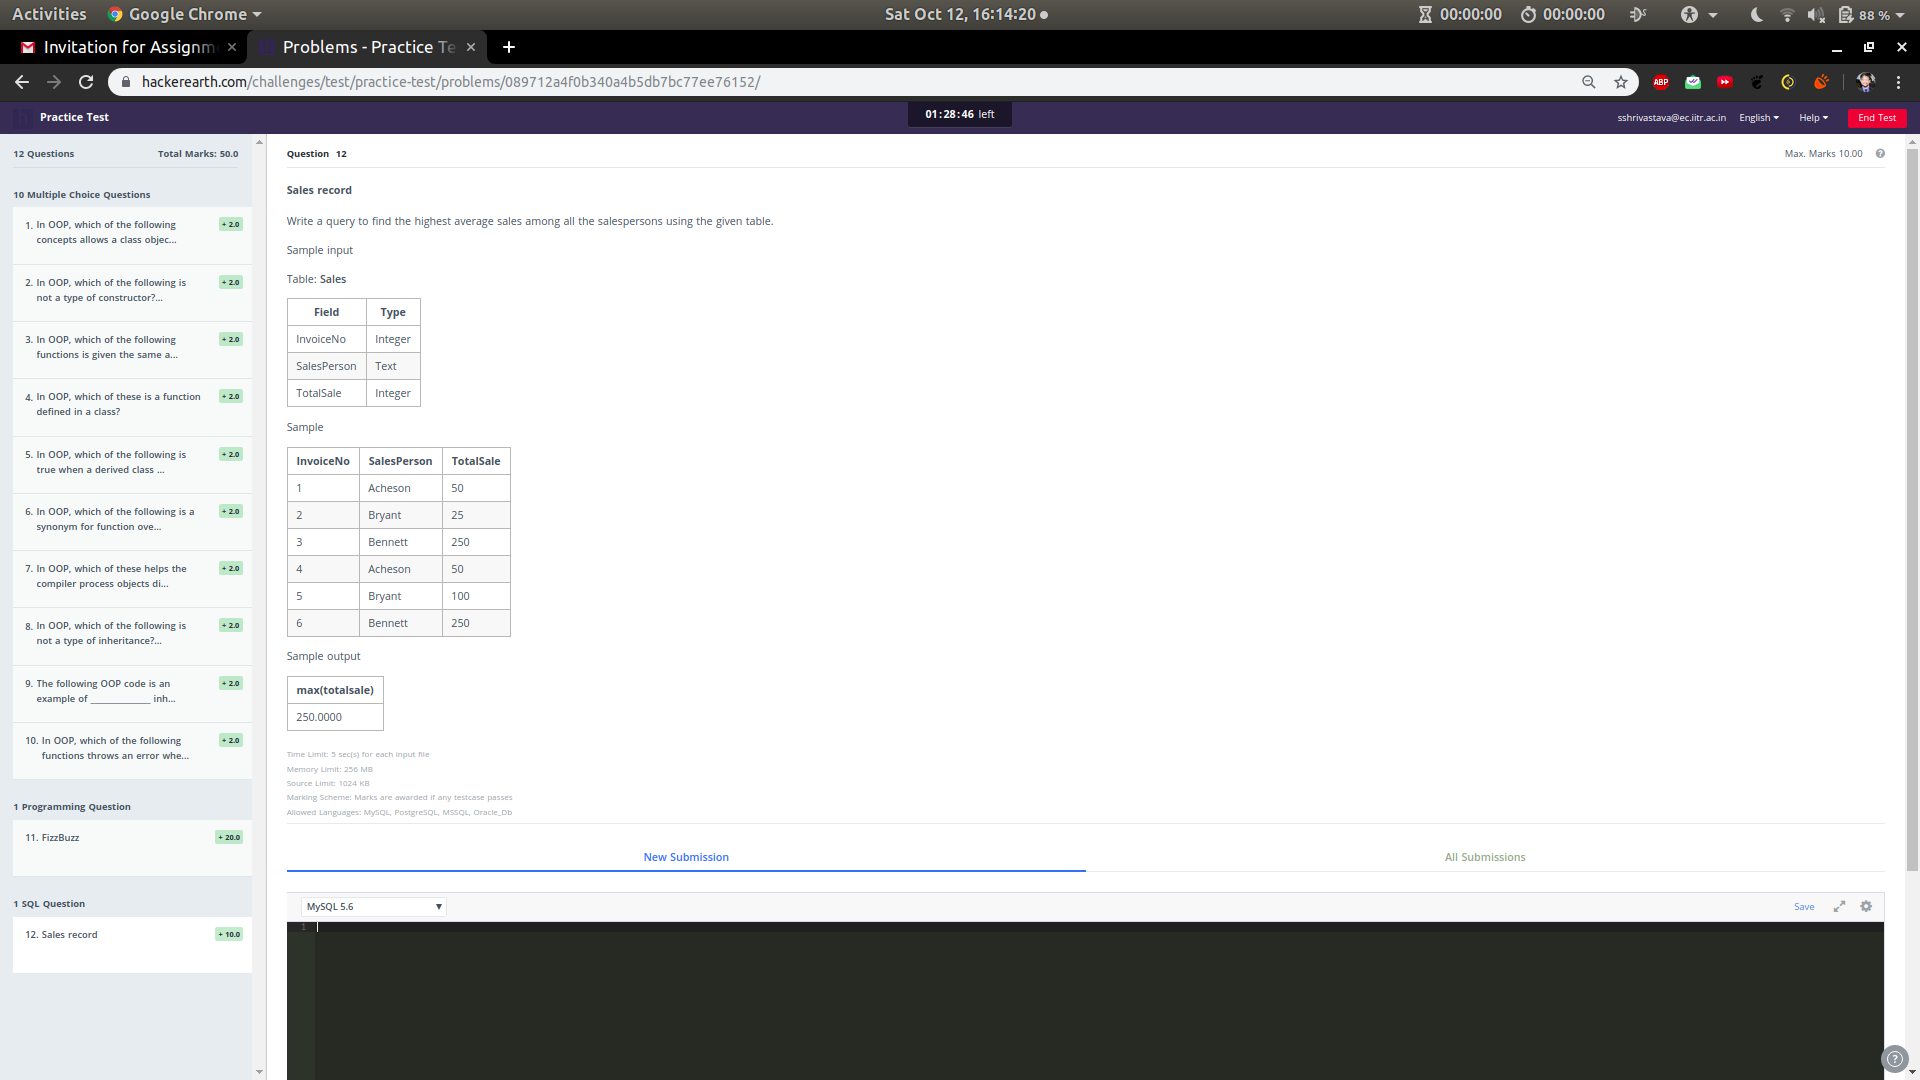 Activities Google Chrome Sat Oct 12, 16:14:20 00:00:00 00:00:00 88 %
Invitation for Assignm Problems - Practice Te
hackerearth.com/challenges/test/practice-test/problems/089712a4f0b340a4b5db7bc77ee76152/ ABP
Practice Test 01:28:46 left sshrivastava@ec.iitr.ac.in English Help End Test
12 Questions Total Marks: 50.0
10 Multiple Choice Questions
1. In OOP, which of the following + 2.0
concepts allows a class objec...
2. In OOP, which of the following is + 2.0
not a type of constructor?...
3. In OOP, which of the following + 2.0
functions is given the same a...
4. In OOP, which of these is a function + 2.0
defined in a class?
5. In OOP, which of the following is + 2.0
true when a derived class ...
6. In OOP, which of the following is a + 2.0
synonym for function ove...
7. In OOP, which of these helps the + 2.0
compiler process objects di...
8. In OOP, which of the following is + 2.0
not a type of inheritance?...
9. The following OOP code is an + 2.0
example of ____________ inh...
10. In OOP, which of the following + 2.0
functions throws an error whe...
1 Programming Question
11. FizzBuzz + 20.0
1 SQL Question
12. Sales record + 10.0
Question 12 Max. Marks 10.00
Sales record
Write a query to find the highest average sales among all the salespersons using the given table.
Sample input
Table: Sales
Field Type
InvoiceNo Integer
SalesPerson Text
TotalSale Integer
Sample
InvoiceNo SalesPerson TotalSale
1 Acheson 50
2 Bryant 25
3 Bennett 250
4 Acheson 50
5 Bryant 100
6 Bennett 250
Sample output
max(totalsale)
250.0000
Time Limit: 5 sec(s) for each input file
Memory Limit: 256 MB
Source Limit: 1024 KB
Marking Scheme: Marks are awarded if any testcase passes
Allowed Languages: MySQL, PostgreSQL, MSSQL, Oracle_Db
New Submission All Submissions
MySQL 5.6 Save
1